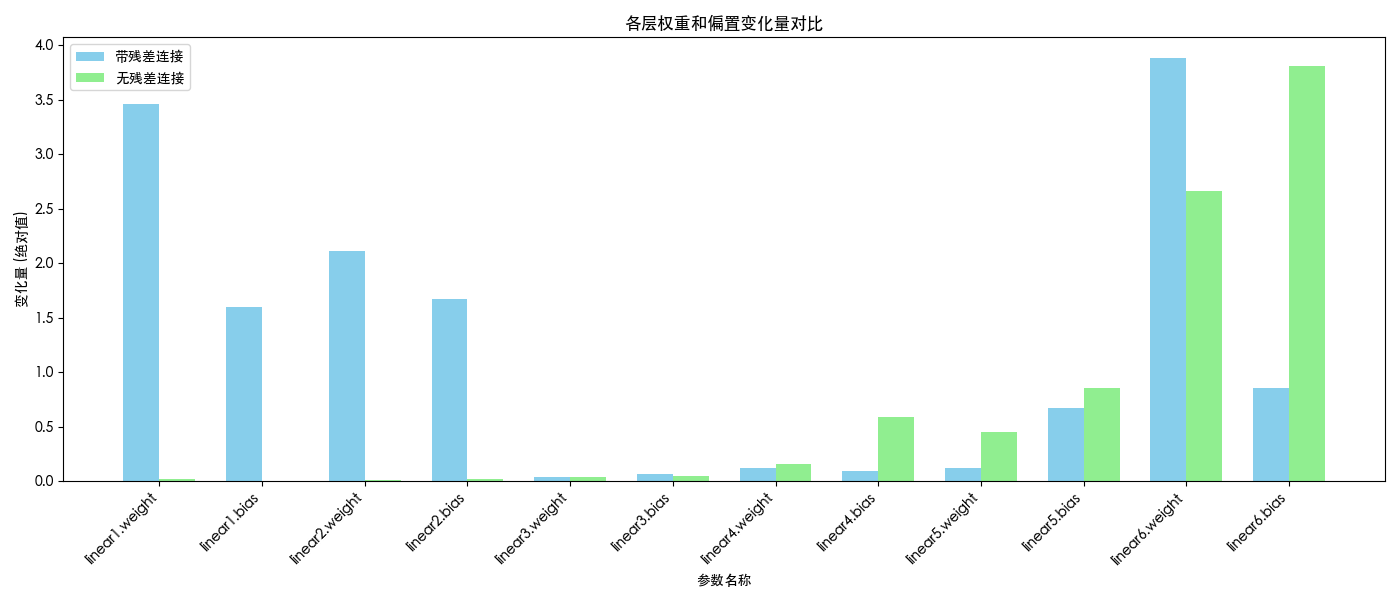 各层权重和偏置变化量对比
带残差连接
无残差连接
变化量 (绝对值)
4.0
3.5
3.0
2.5
2.0
1.5
1.0
0.5
0.0
linear1.weight
linear1.bias
linear2.weight
linear2.bias
linear3.weight
linear3.bias
linear4.weight
linear4.bias
linear5.weight
linear5.bias
linear6.weight
linear6.bias
参数名称